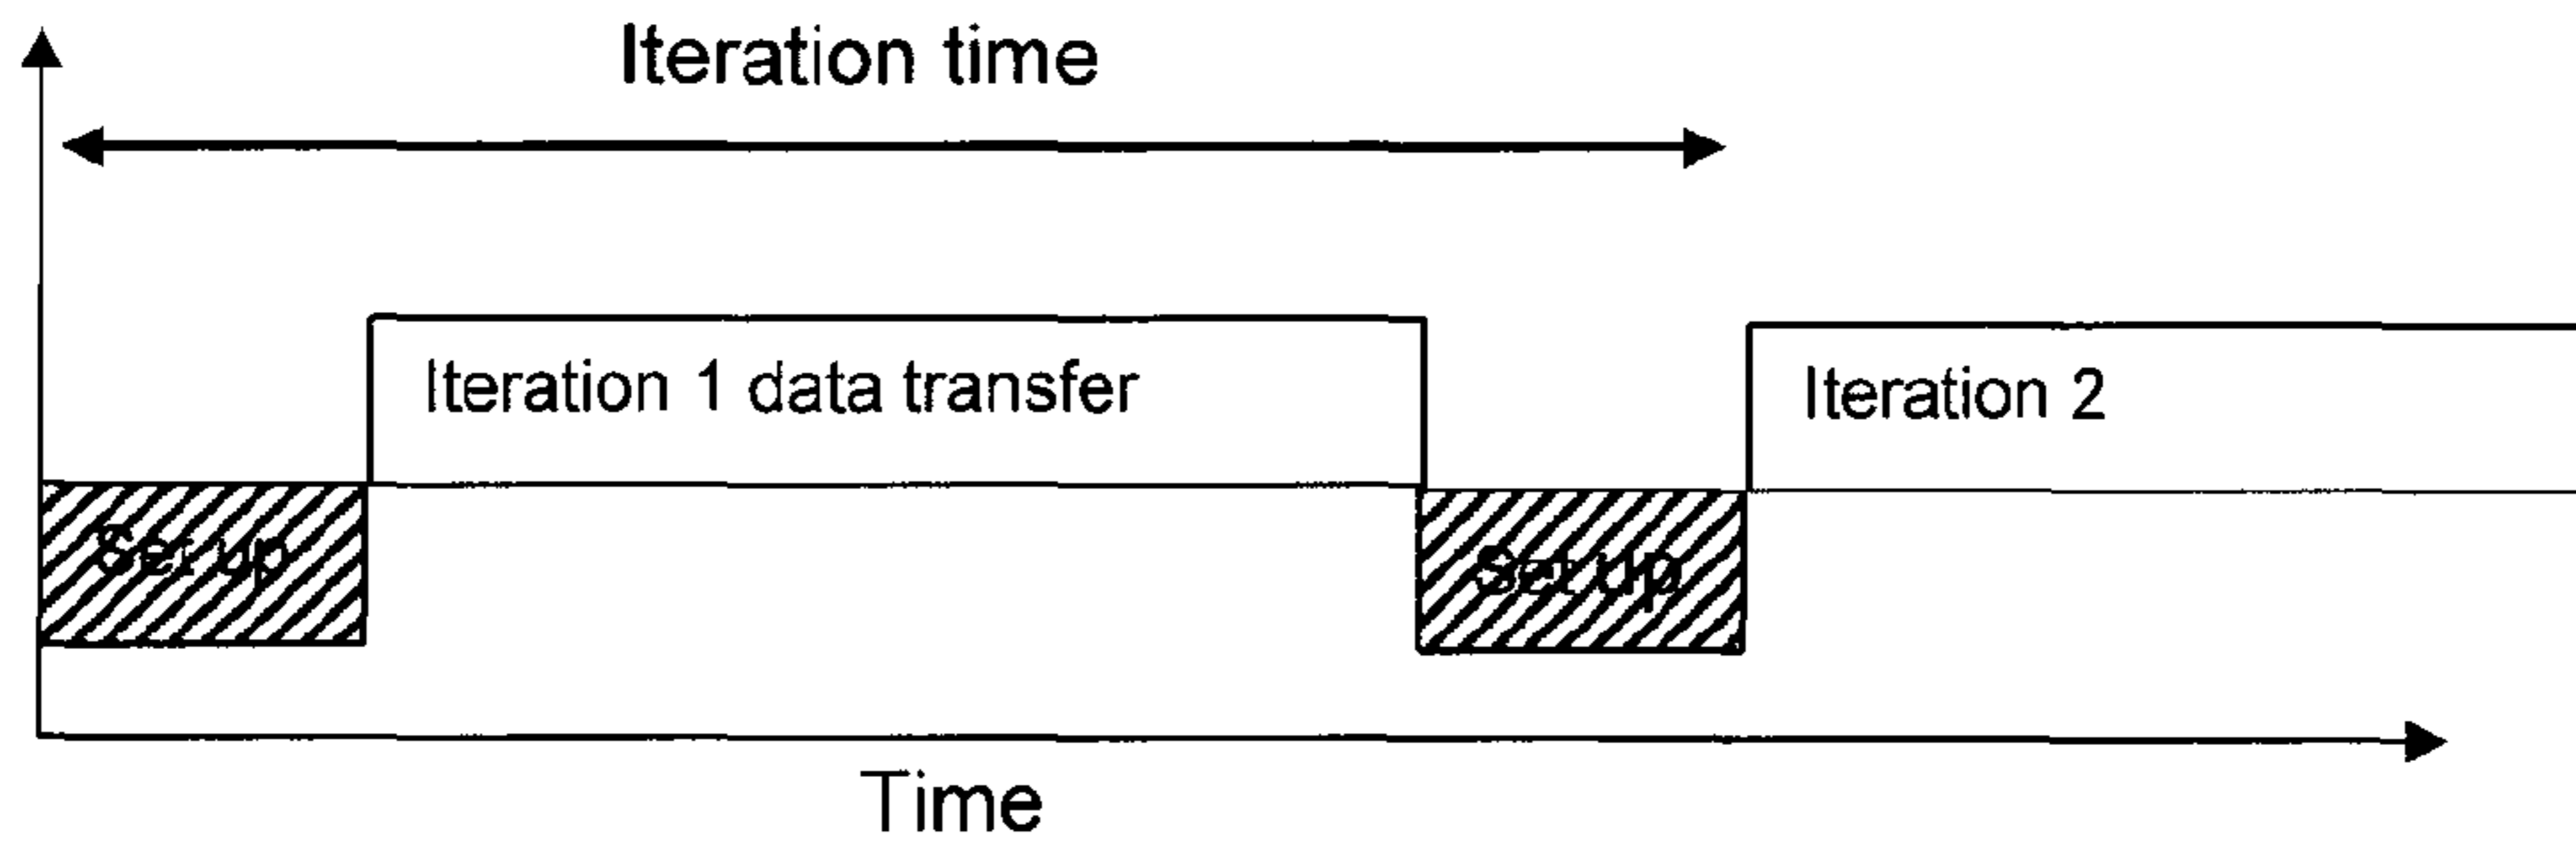 Iteration time
Iteration 1 data transfer
Iteration 2
Set up
Set up
Time